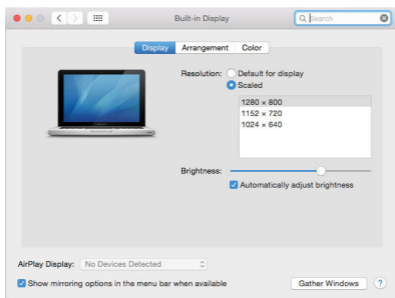 Built-in Display
Search
Display Arrangement Color
Resolution: Default for display
Scaled
1280 × 800
1152 × 720
1024 × 640
Brightness:
Automatically adjust brightness
AirPlay Display: No Devices Detected
Show mirroring options in the menu bar when available
Gather Windows ?